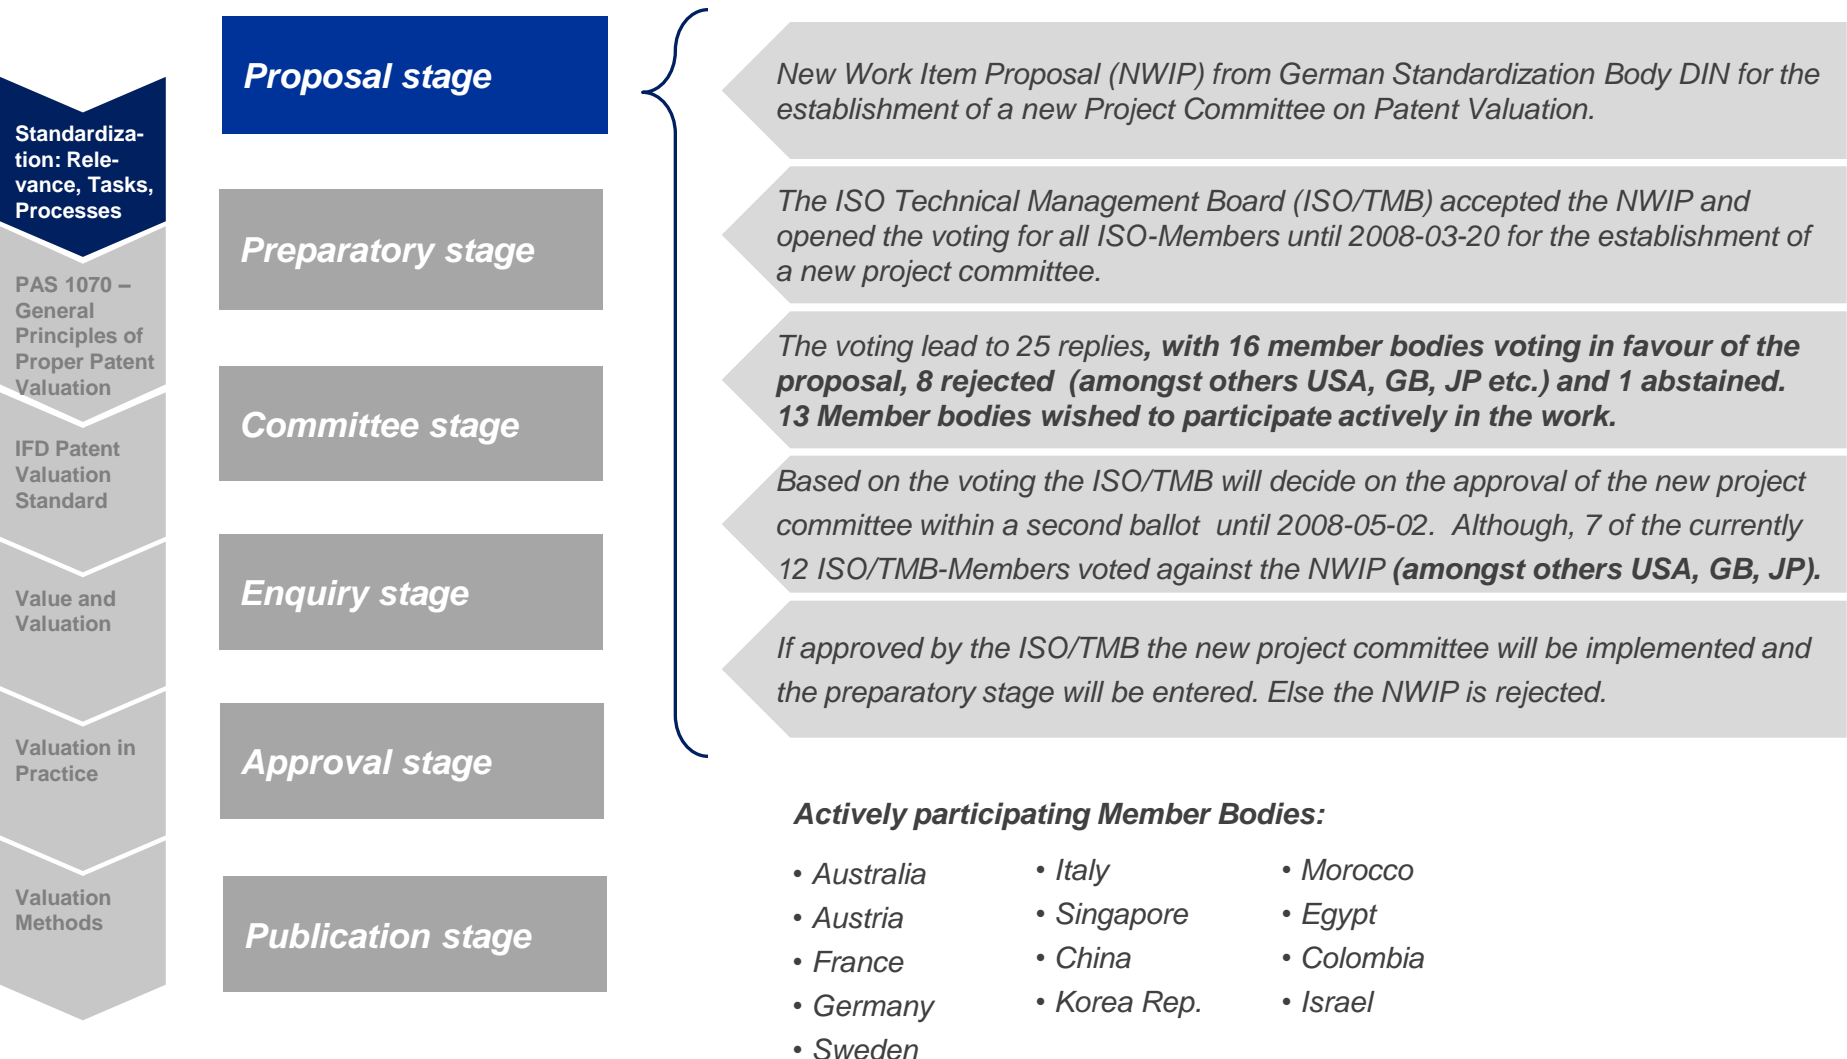 Standardiza-
tion: Rele-
vance, Tasks,
Processes
PAS 1070 –
General
Principles of
Proper Patent
Valuation
IFD Patent
Valuation
Standard
Value and
Valuation
Valuation in
Practice
Valuation
Methods
Proposal stage
Preparatory stage
Committee stage
Enquiry stage
Approval stage
Publication stage
New Work Item Proposal (NWIP) from German Standardization Body DIN for the
establishment of a new Project Committee on Patent Valuation.
The ISO Technical Management Board (ISO/TMB) accepted the NWIP and
opened the voting for all ISO-Members until 2008-03-20 for the establishment of
a new project committee.
The voting lead to 25 replies, with 16 member bodies voting in favour of the
proposal, 8 rejected  (amongst others USA, GB, JP etc.) and 1 abstained.
13 Member bodies wished to participate actively in the work.
Based on the voting the ISO/TMB will decide on the approval of the new project
committee within a second ballot  until 2008-05-02.  Although, 7 of the currently
12 ISO/TMB-Members voted against the NWIP (amongst others USA, GB, JP).
If approved by the ISO/TMB the new project committee will be implemented and
the preparatory stage will be entered. Else the NWIP is rejected.
Actively participating Member Bodies:
• Australia
• Austria
• France
• Germany
• Sweden
• Italy
• Singapore
• China
• Korea Rep.
• Morocco
• Egypt
• Colombia
• Israel